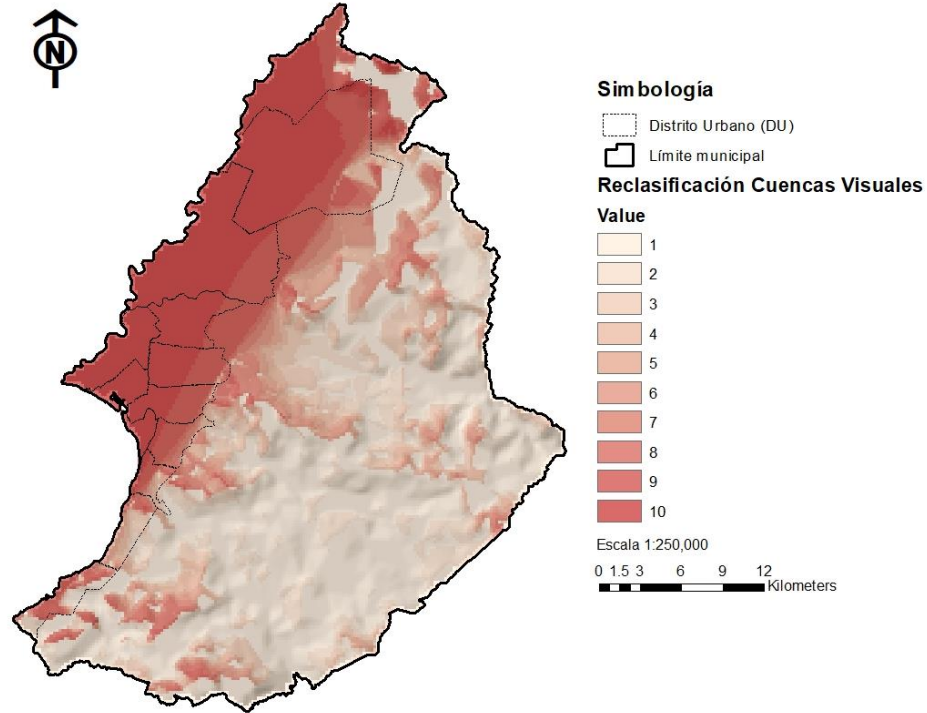 N
Simbología
Distrito Urbano (DU)
Límite municipal
Reclasificación Cuencas Visuales
Value
1
2
3
4
5
6
7
8
9
10
Escala 1:250,000
0 1.5 3 6 9 12
Kilometers